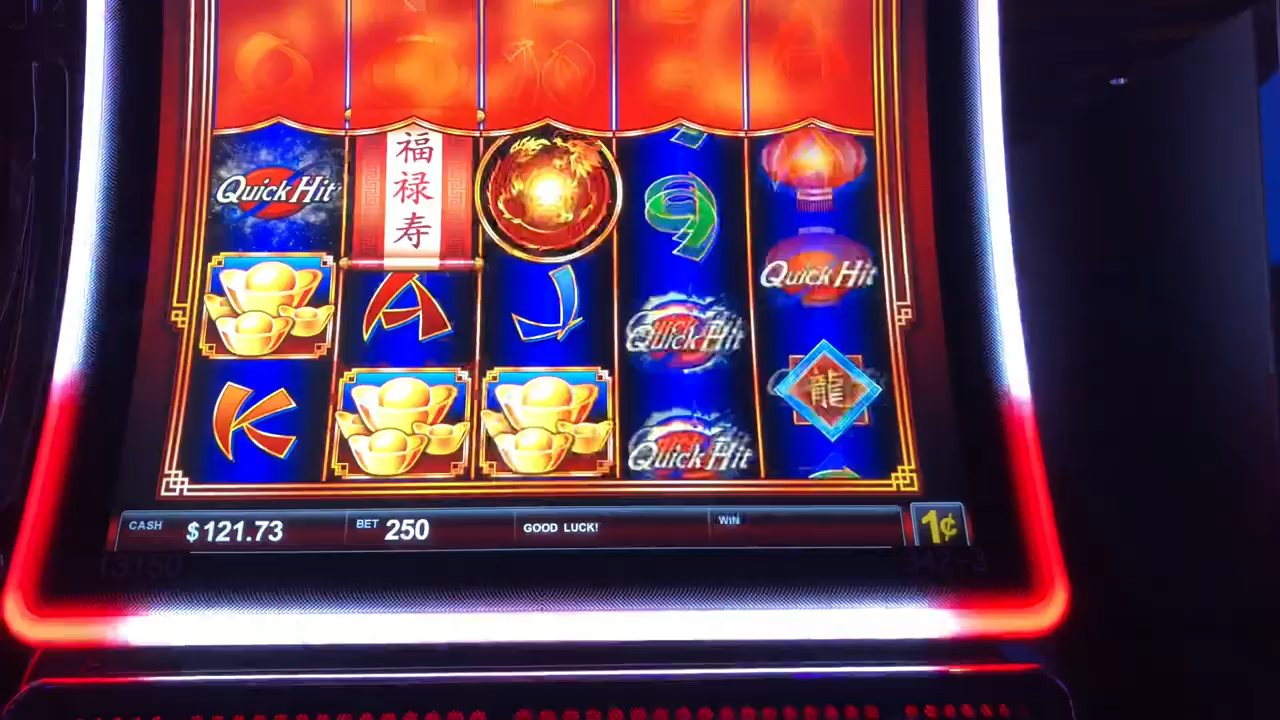 Quick Hit
福
禄
寿
9
Quick Hit
A
J
Quick Hit
K
龍
Quick Hit
CASH $121.73
BET 250
GOOD LUCK!
WIN
1¢